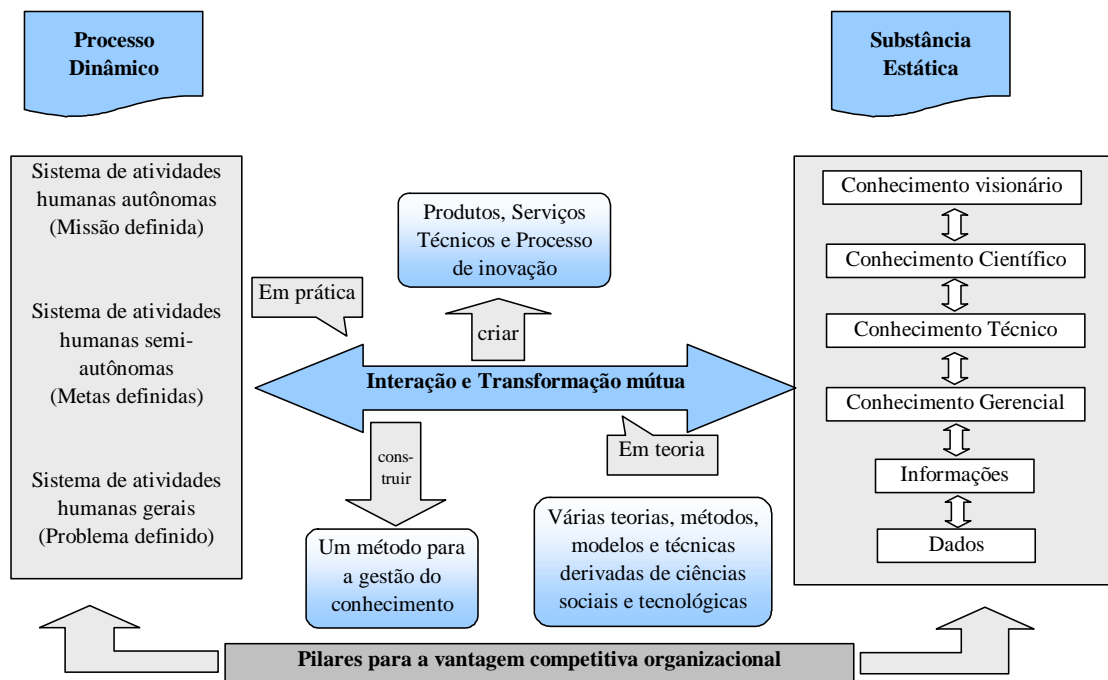 Processo
Dinâmico
Substância
Estática
Sistema de atividades
humanas autônomas
(Missão definida)
Sistema de atividades
humanas semi-
autônomas
(Metas definidas)
Sistema de atividades
humanas gerais
(Problema definido)
Produtos, Serviços
Técnicos e Processo
de inovação
Em prática
criar
Interação e Transformação mútua
Em teoria
cons-
truir
Um método para
a gestão do
conhecimento
Várias teorias, métodos,
modelos e técnicas
derivadas de ciências
sociais e tecnológicas
Conhecimento visionário
Conhecimento Científico
Conhecimento Técnico
Conhecimento Gerencial
Informações
Dados
Pilares para a vantagem competitiva organizacional